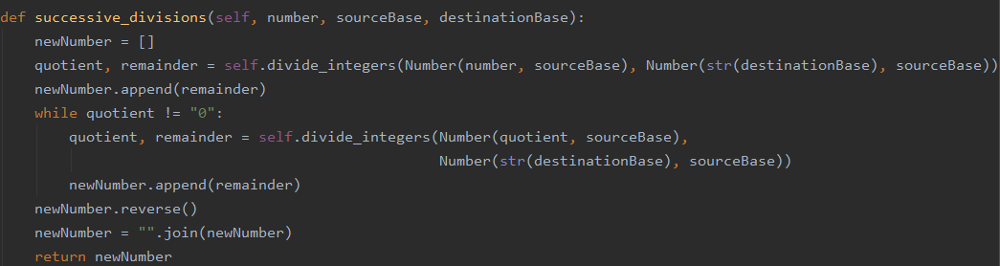 def successive_divisions(self, number, sourceBase, destinationBase):
    newNumber = []
    quotient, remainder = self.divide_integers(Number(number, sourceBase), Number(str(destinationBase), sourceBase))
    newNumber.append(remainder)
    while quotient != "0":
        quotient, remainder = self.divide_integers(Number(quotient, sourceBase),
                                                   Number(str(destinationBase), sourceBase))
        newNumber.append(remainder)
    newNumber.reverse()
    newNumber = "".join(newNumber)
    return newNumber